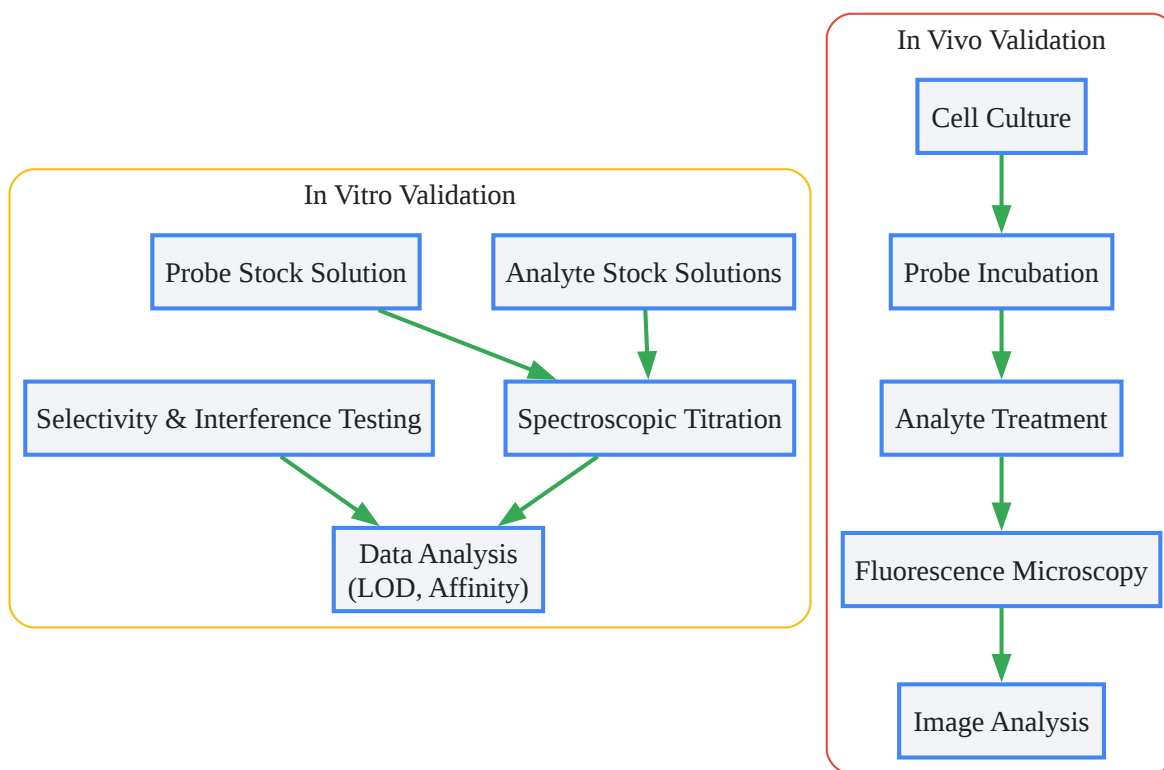 In Vitro Validation
Probe Stock Solution
Analyte Stock Solutions
Selectivity & Interference Testing
Spectroscopic Titration
Data Analysis
(LOD, Affinity)
In Vivo Validation
Cell Culture
Probe Incubation
Analyte Treatment
Fluorescence Microscopy
Image Analysis